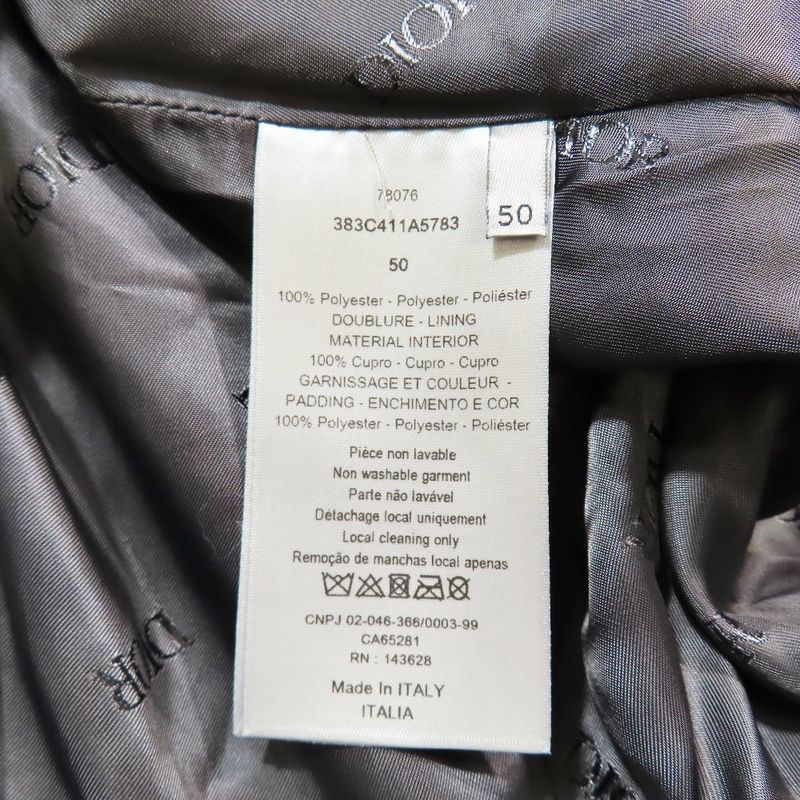 DIOR
DIOR
DIOR
78076
383C411A5783
50
50
100% Polyester - Polyester - Poliéster
DOUBLURE - LINING
MATERIAL INTERIOR
100% Cupro - Cupro - Cupro
GARNISSAGE ET COULEUR -
PADDING - ENCHIMENTO E COR
100% Polyester - Polyester - Poliéster
Pièce non lavable
Non washable garment
Parte não lavável
Détachage local uniquement
Local cleaning only
Remoção de manchas local apenas
CNPJ 02-046-366/0003-99
CA65281
RN : 143628
Made In ITALY
ITALIA
DIOR